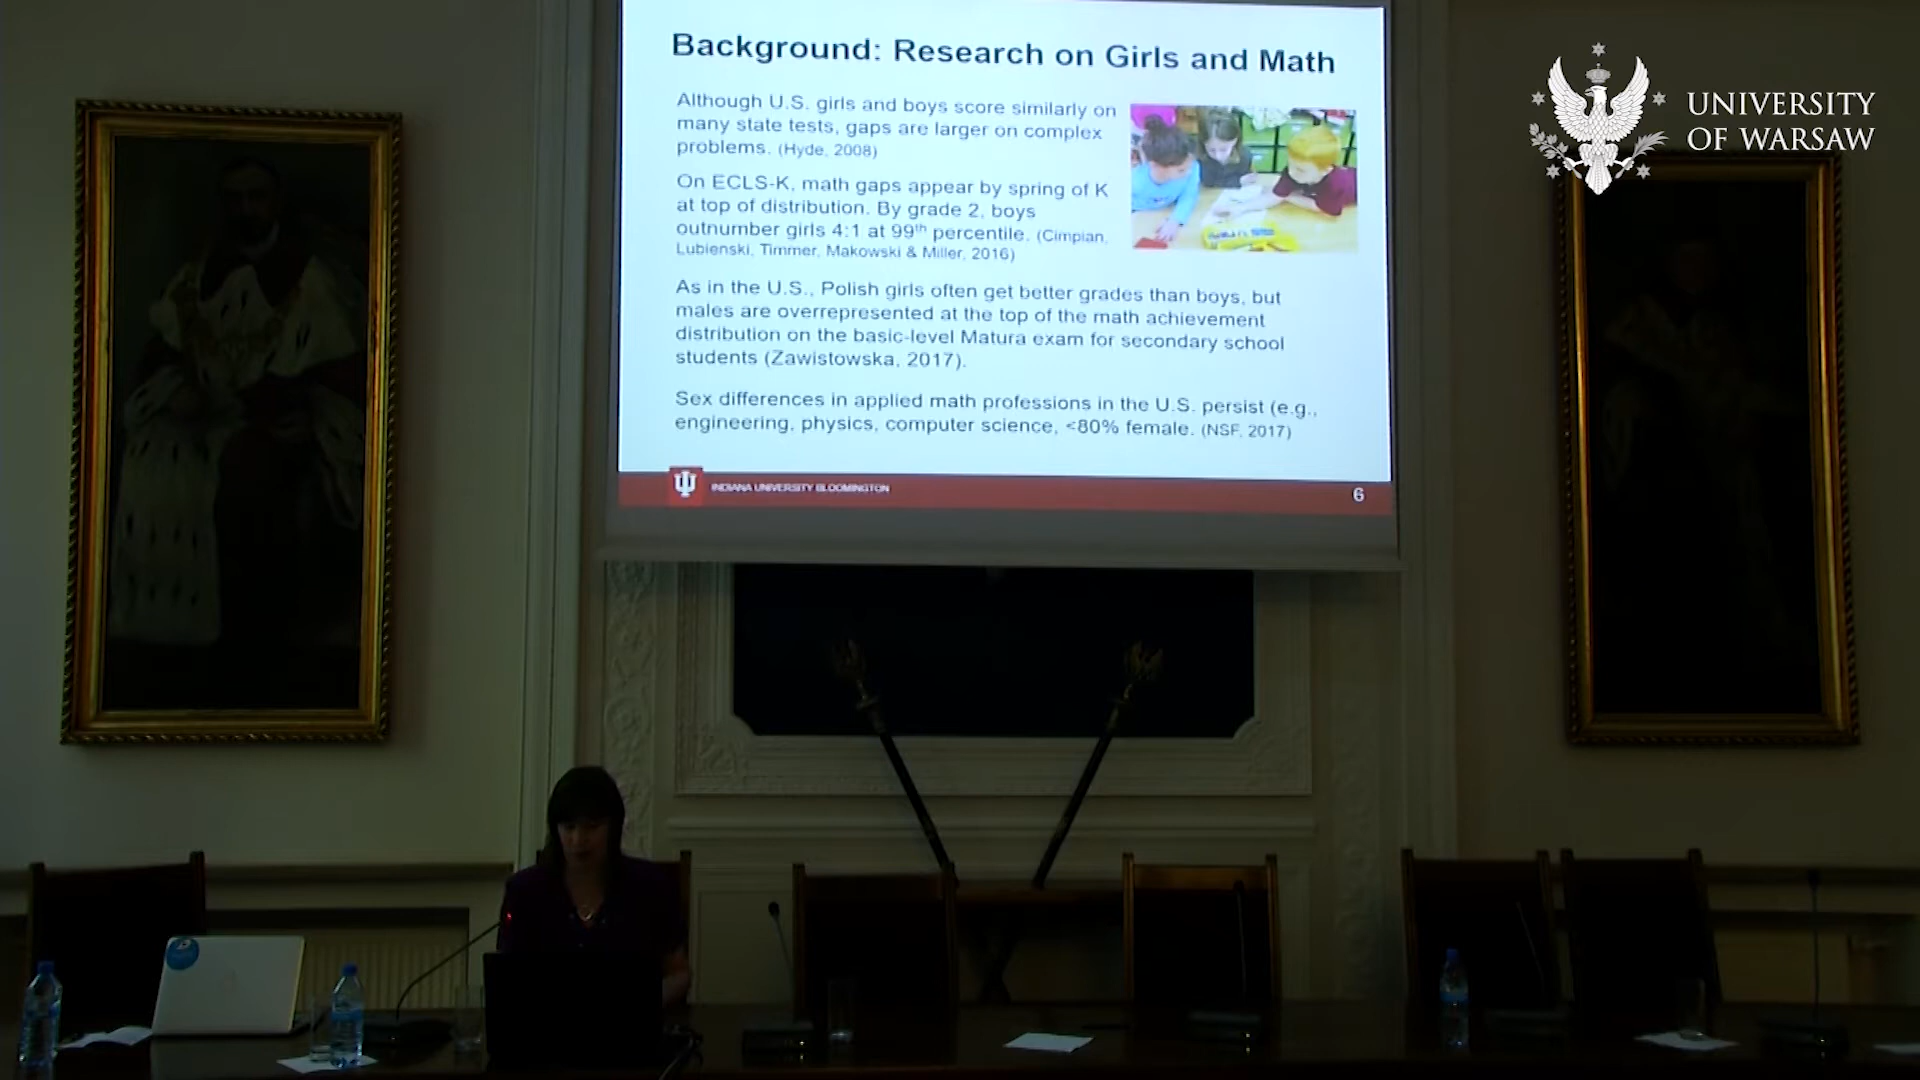 Background: Research on Girls and Math
Although U.S. girls and boys score similarly on
many state tests, gaps are larger on complex
problems. (Hyde, 2008)
On ECLS-K, math gaps appear by spring of K
at top of distribution. By grade 2, boys
outnumber girls 4:1 at 99th percentile. (Cimpian,
Lubienski, Timmer, Makowski & Miller, 2016)
As in the U.S., Polish girls often get better grades than boys, but
males are overrepresented at the top of the math achievement
distribution on the basic-level Matura exam for secondary school
students (Zawistowska, 2017).
Sex differences in applied math professions in the U.S. persist (e.g.,
engineering, physics, computer science, <80% female. (NSF, 2017)
INDIANA UNIVERSITY BLOOMINGTON
6
UNIVERSITY
OF WARSAW